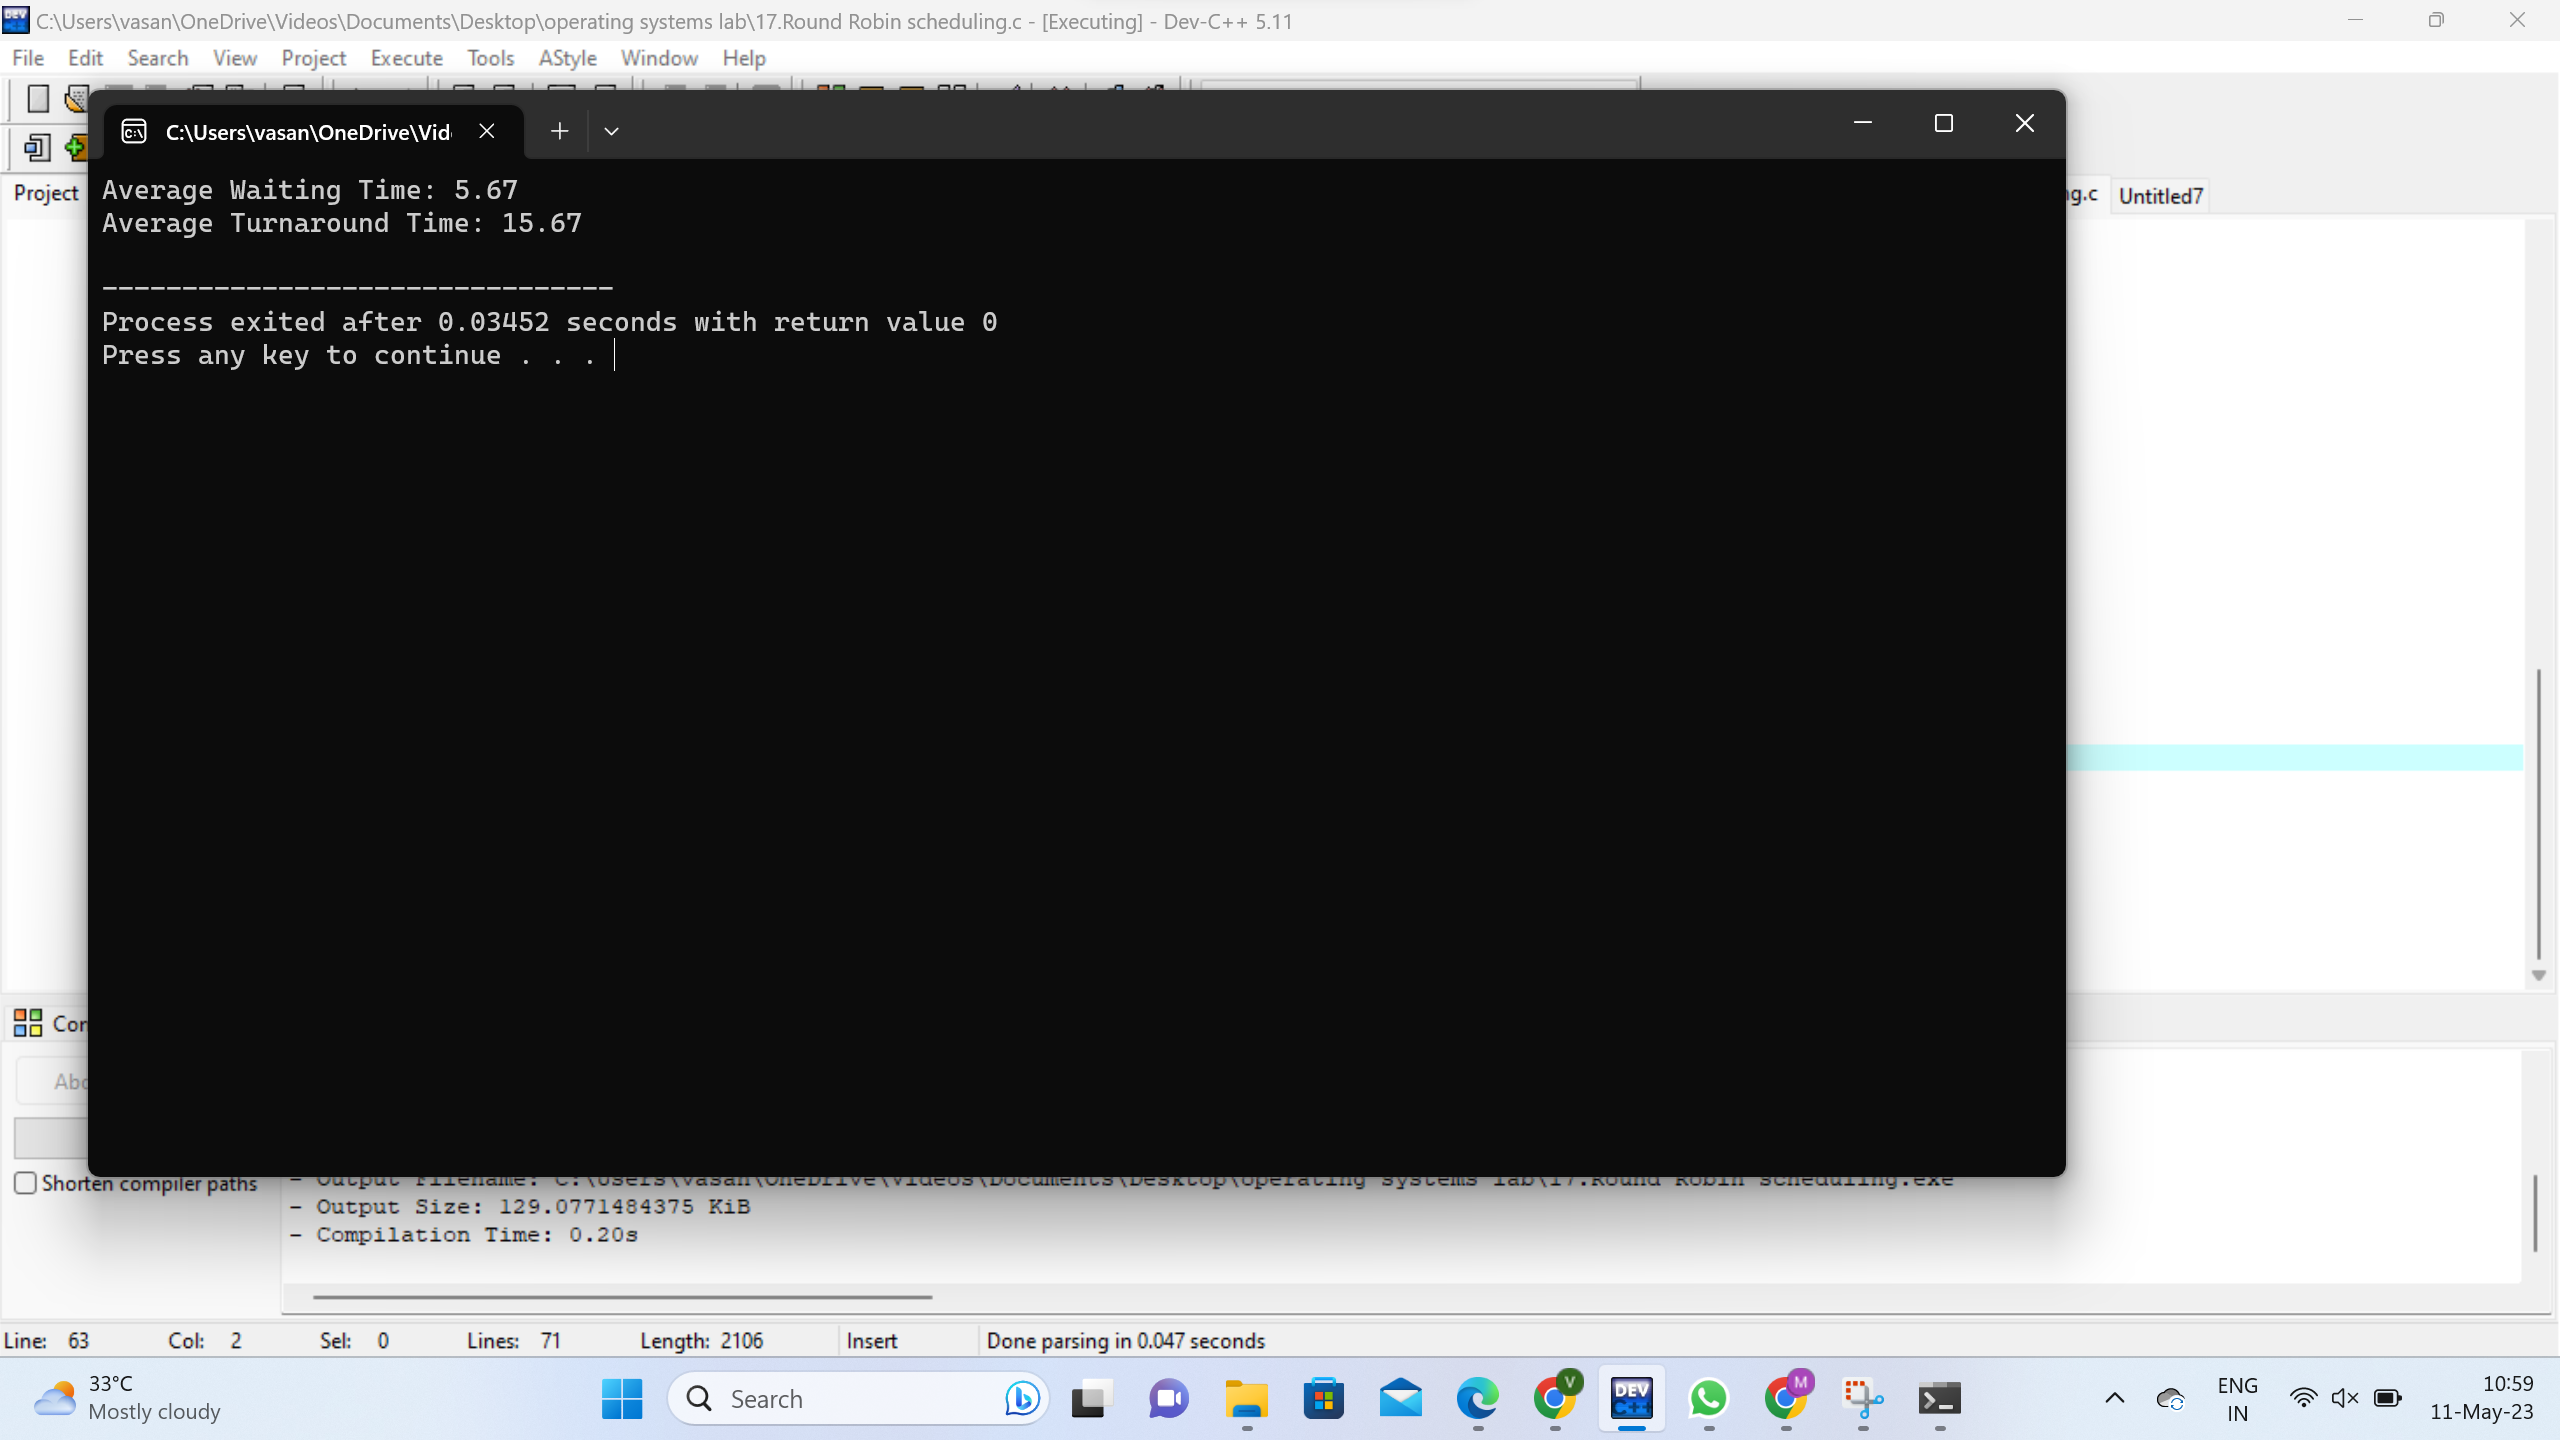 C:\Users\vasan\OneDrive\Videos\Documents\Desktop\operating systems lab\17.Round Robin scheduling.c - [Executing] - Dev-C++ 5.11
File Edit Search View Project Execute Tools AStyle Window Help
C:\Users\vasan\OneDrive\Vid
Project
ng.c
Untitled7
Average Waiting Time: 5.67
Average Turnaround Time: 15.67
--------------------------------
Process exited after 0.03452 seconds with return value 0
Press any key to continue . . .
Shorten compiler paths
- Output Filename: C:\Users\vasan\OneDrive\Videos\Documents\Desktop\operating systems lab\17.Round Robin scheduling.exe
- Output Size: 129.0771484375 KiB
- Compilation Time: 0.20s
Line: 63 Col: 2 Sel: 0 Lines: 71 Length: 2106 Insert Done parsing in 0.047 seconds
33°C
Mostly cloudy
Search
DEV C++
V
M
ENG
IN
10:59
11-May-23